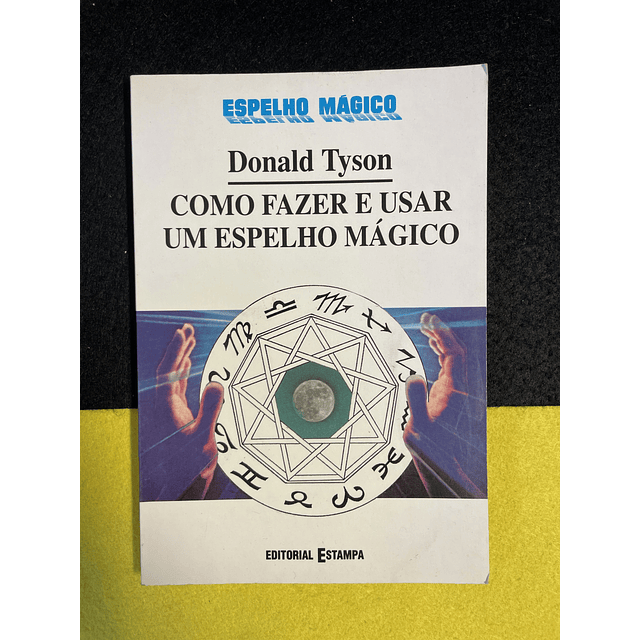 ESPELHO MÁGICO
Donald Tyson
COMO FAZER E USAR
UM ESPELHO MÁGICO
EDITORIAL ESTAMPA